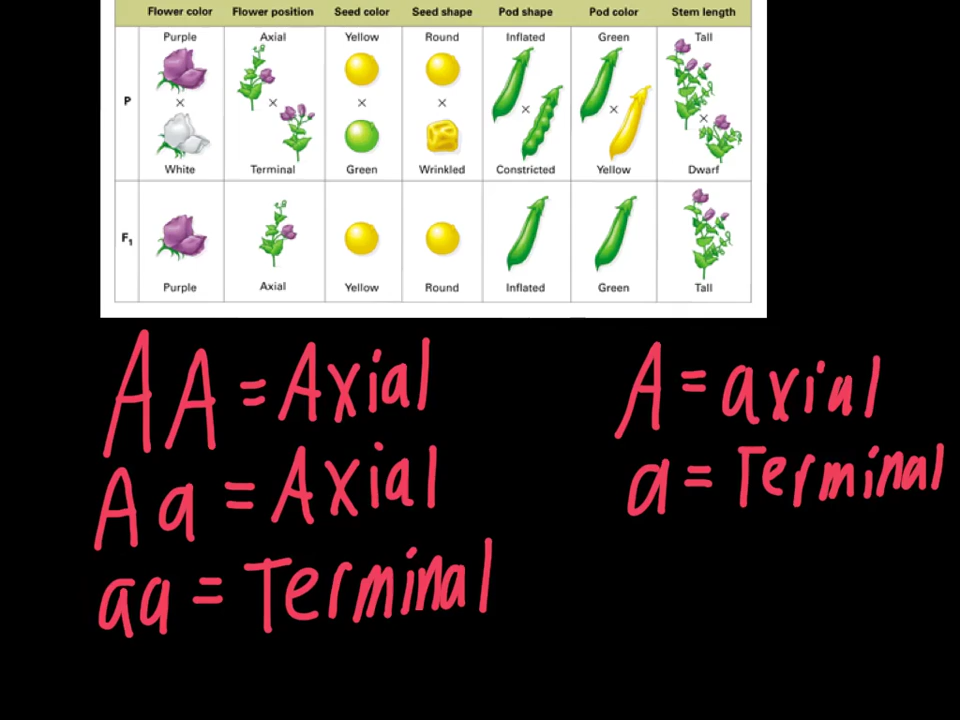 Flower color Flower position Seed color Seed shape Pod shape Pod color Stem length
Purple Axial Yellow Round Inflated Green Tall
P × × × × × × ×
White Terminal Green Wrinkled Constricted Yellow Dwarf
F1
Purple Axial Yellow Round Inflated Green Tall
AA = Axial
A = axial
Aa = Axial
a = Terminal
aa = Terminal